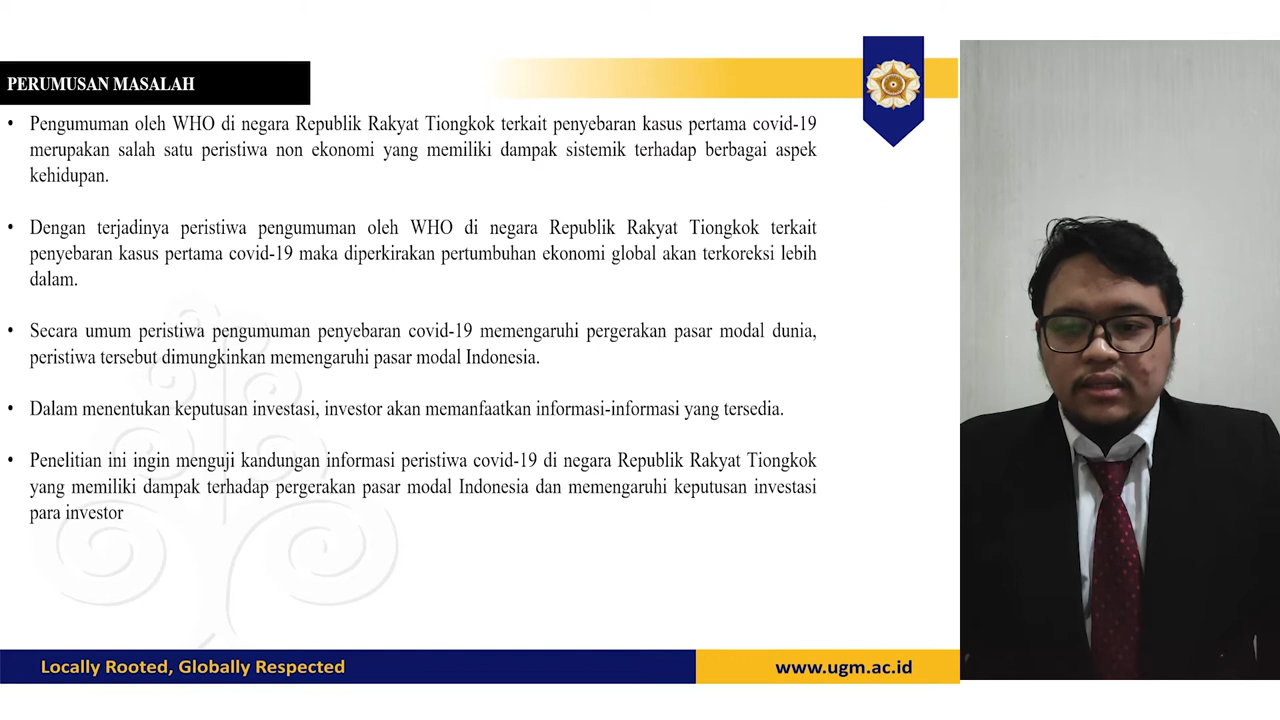 PERUMUSAN MASALAH
• Pengumuman oleh WHO di negara Republik Rakyat Tiongkok terkait penyebaran kasus pertama covid-19
merupakan salah satu peristiwa non ekonomi yang memiliki dampak sistemik terhadap berbagai aspek
kehidupan.
• Dengan terjadinya peristiwa pengumuman oleh WHO di negara Republik Rakyat Tiongkok terkait
penyebaran kasus pertama covid-19 maka diperkirakan pertumbuhan ekonomi global akan terkoreksi lebih
dalam.
• Secara umum peristiwa pengumuman penyebaran covid-19 memengaruhi pergerakan pasar modal dunia,
peristiwa tersebut dimungkinkan memengaruhi pasar modal Indonesia.
• Dalam menentukan keputusan investasi, investor akan memanfaatkan informasi-informasi yang tersedia.
• Penelitian ini ingin menguji kandungan informasi peristiwa covid-19 di negara Republik Rakyat Tiongkok
yang memiliki dampak terhadap pergerakan pasar modal Indonesia dan memengaruhi keputusan investasi
para investor
Locally Rooted, Globally Respected
www.ugm.ac.id